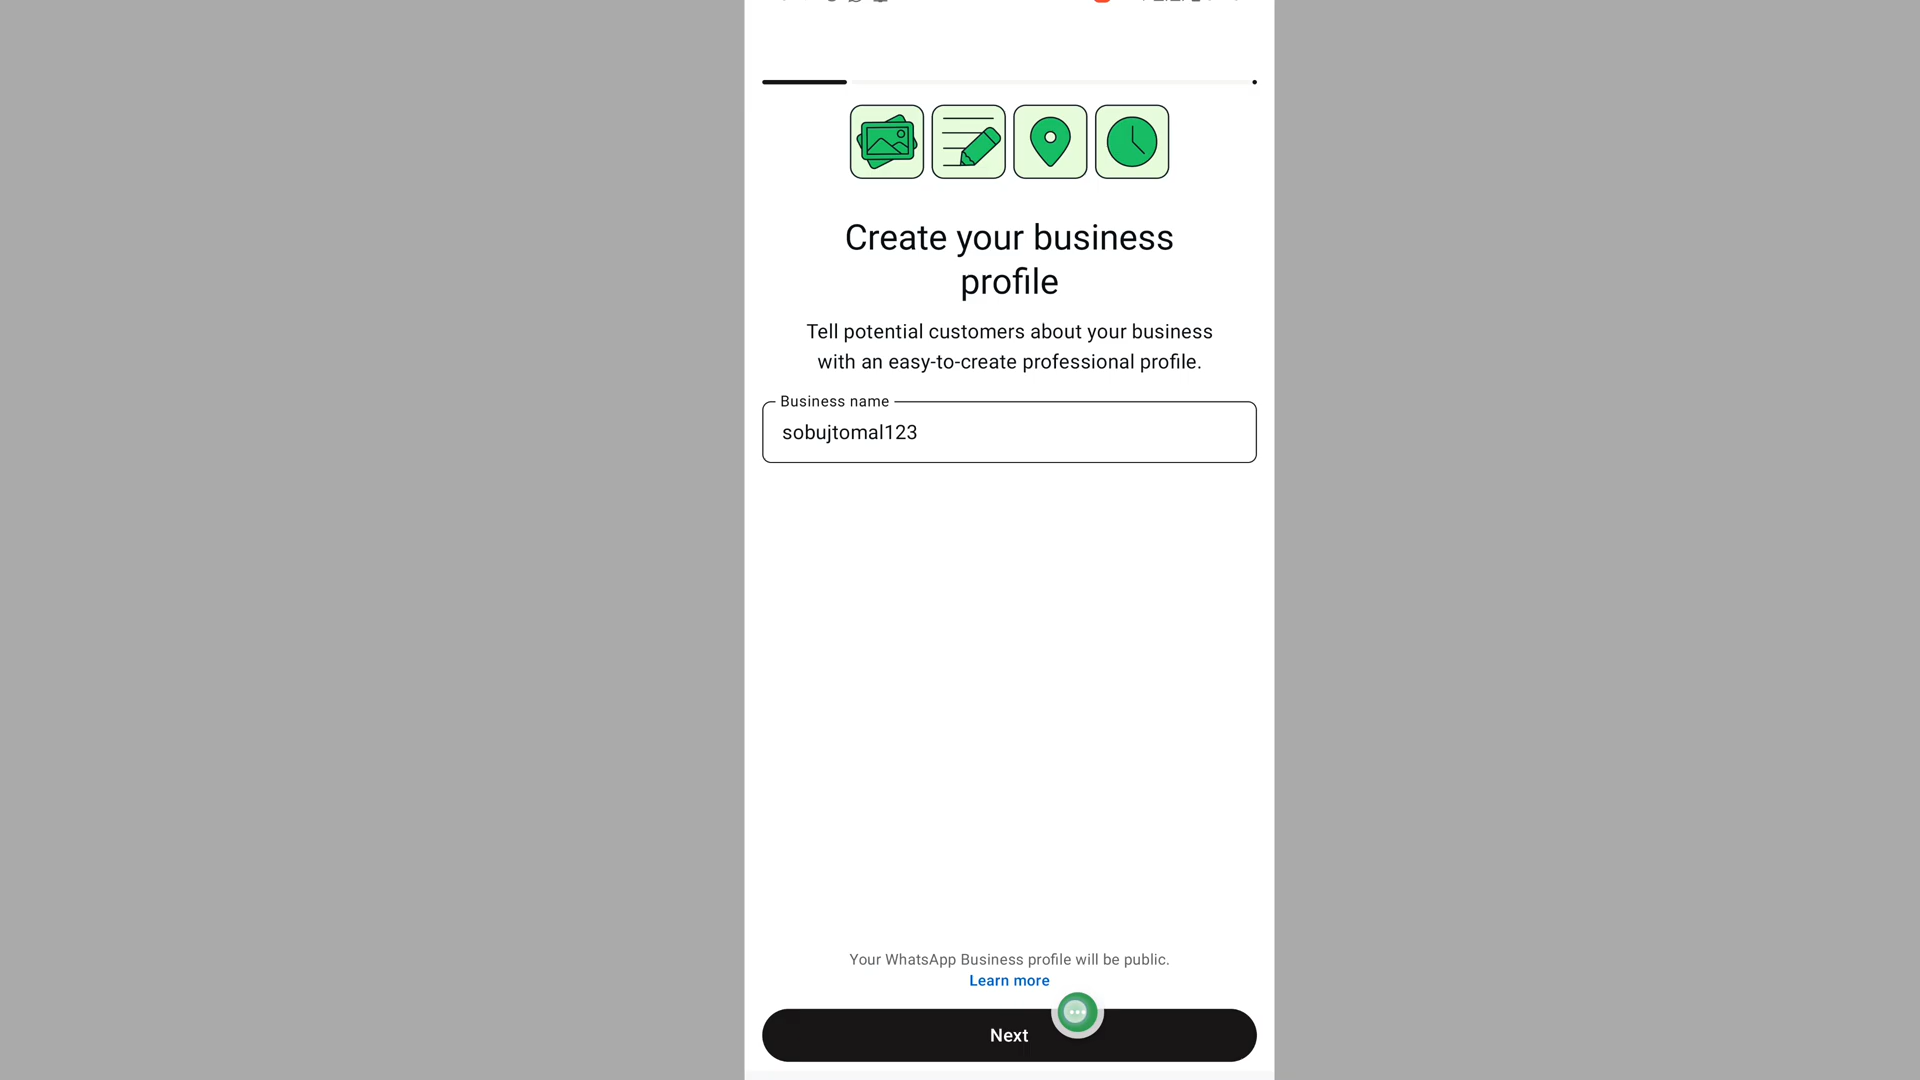 Create your business
profile
Tell potential customers about your business
with an easy-to-create professional profile.
Business name
sobujtomal123
Your WhatsApp Business profile will be public.
Learn more
Next